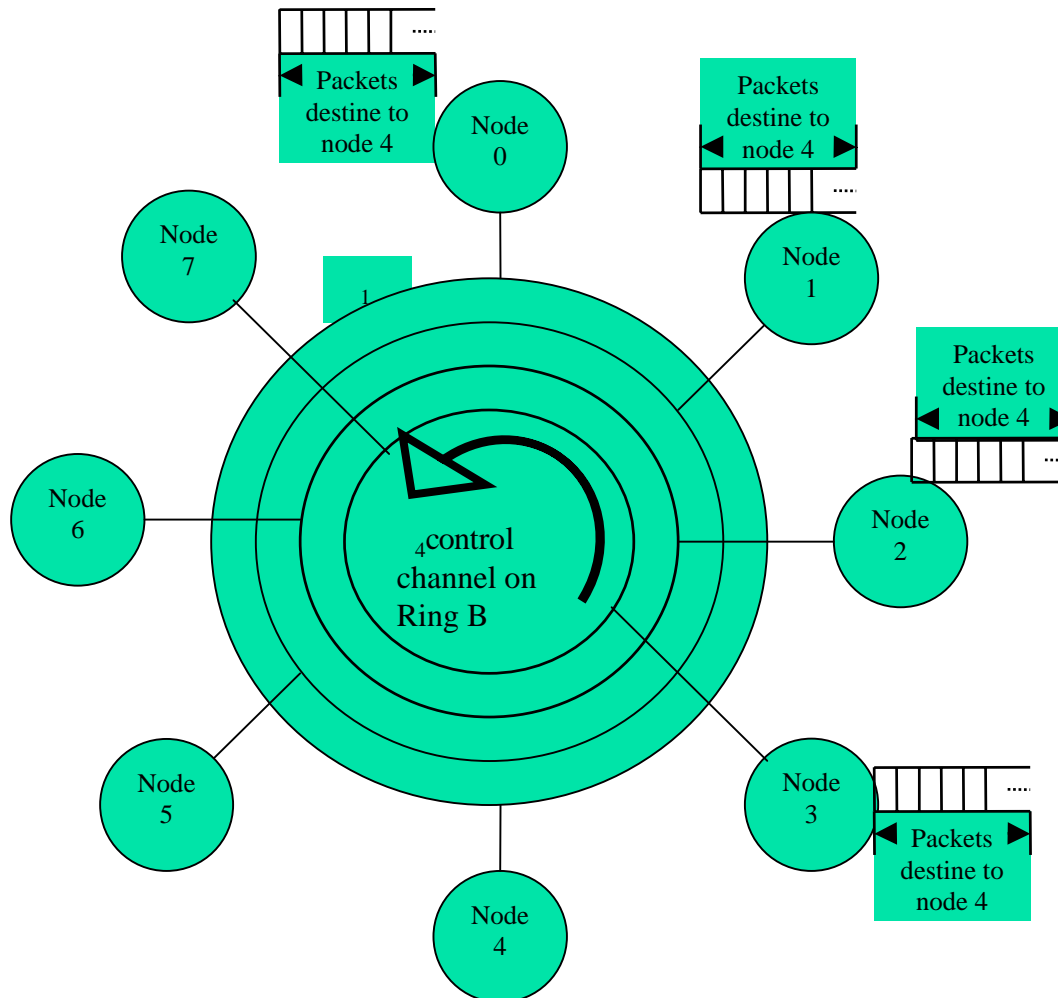 Packets
destine to
node 4
Node
0
Packets
destine to
node 4
Node
1
Node
7
1
Packets
destine to
node 4
Node
2
Node
6
4control
channel on
Ring B
Node
5
Node
3
Packets
destine to
node 4
Node
4